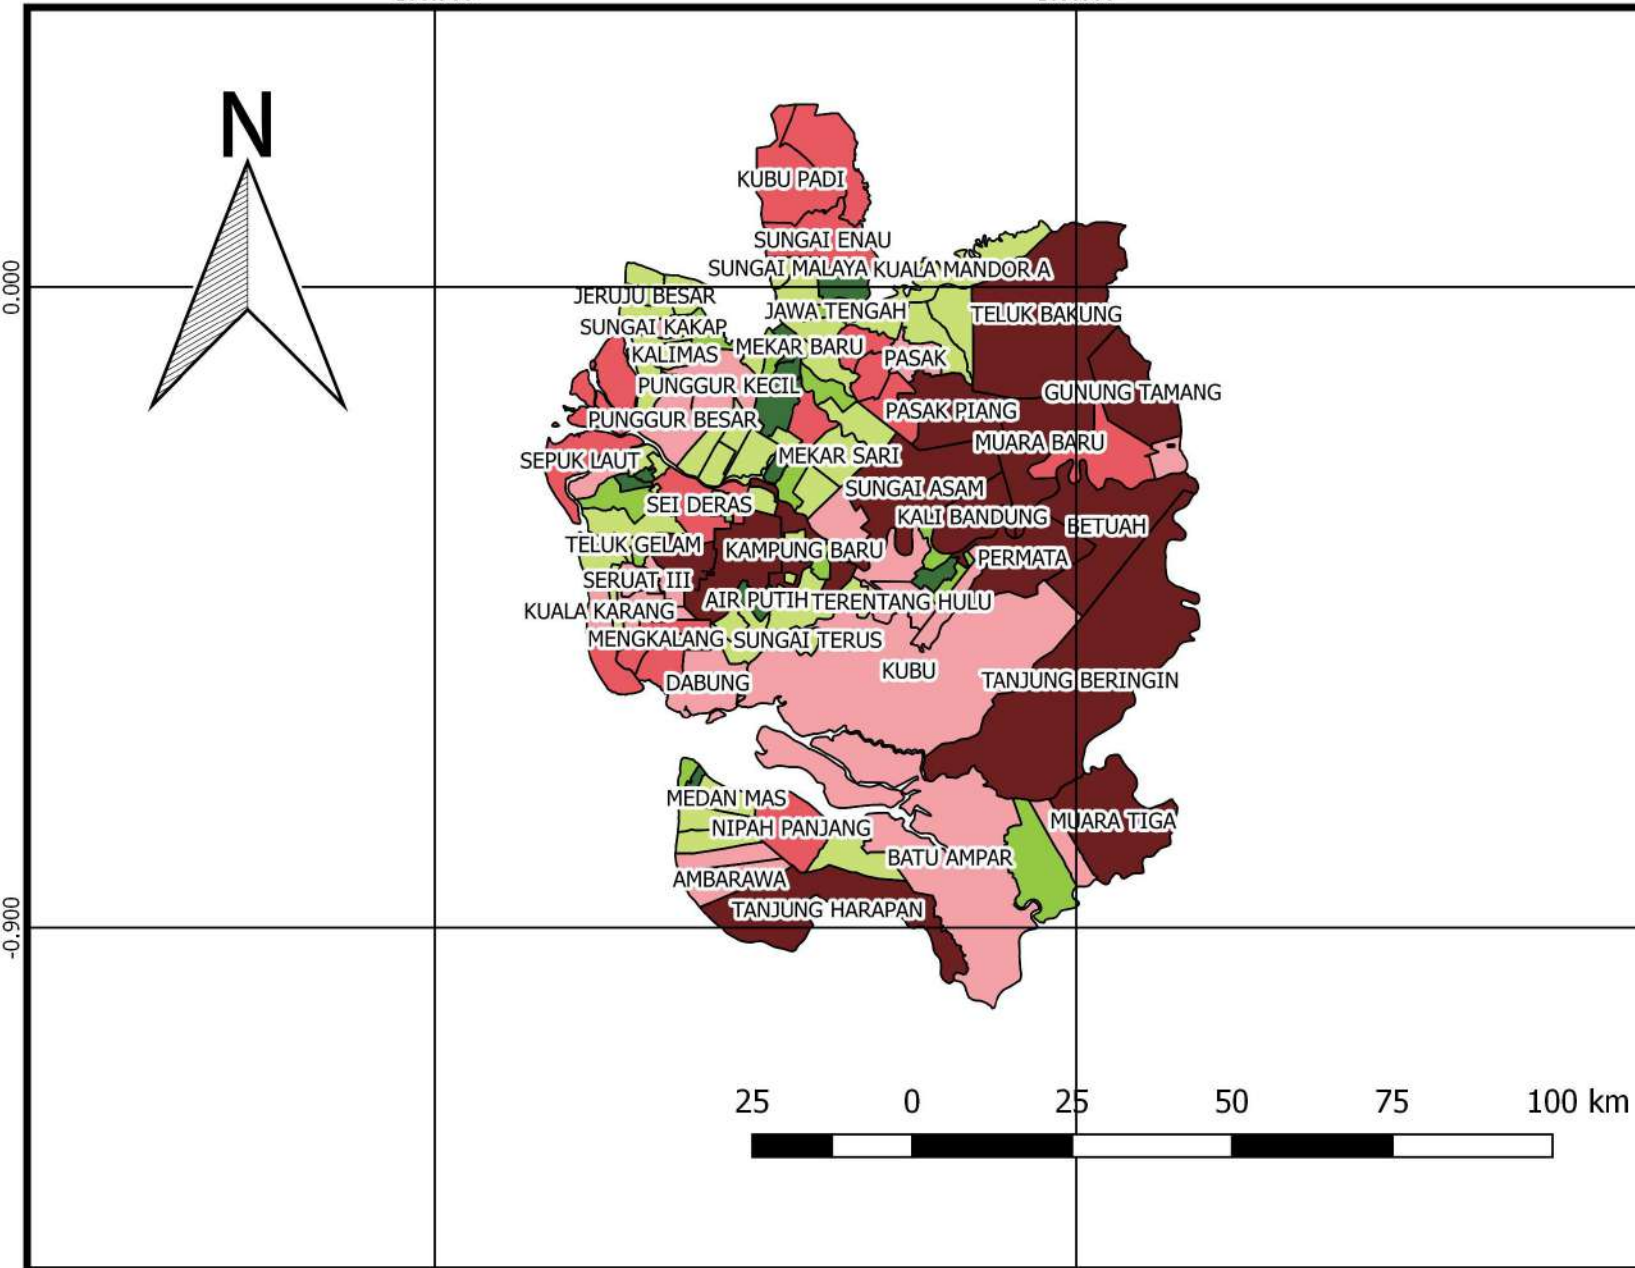 N
KUBU PADI
SUNGAI ENAU
SUNGAI MALAYA
KUALA MANDOR A
0.000
JERUJU BESAR
JAWA TENGAH
TELUK BAKUNG
SUNGAI KAKAP
KALIMAS
MEKAR BARU
PASAK
PUNGGUR KECIL
GUNUNG TAMANG
PUNGGUR BESAR
PASAK PIANG
MUARA BARU
SEPUK LAUT
MEKAR SARI
SUNGAI ASAM
SEI DERAS
KALI BANDUNG
BETUAH
TELUK GELAM
KAMPUNG BARU
PERMATA
SERUAT III
AIR PUTIH
TERENTANG HULU
KUALA KARANG
MENGKALANG
SUNGAI TERUS
KUBU
DABUNG
TANJUNG BERINGIN
MEDAN MAS
NIPAH PANJANG
MUARA TIGA
BATU AMPAR
AMBARAWA
TANJUNG HARAPAN
-0.900
25 0 25 50 75 100 km